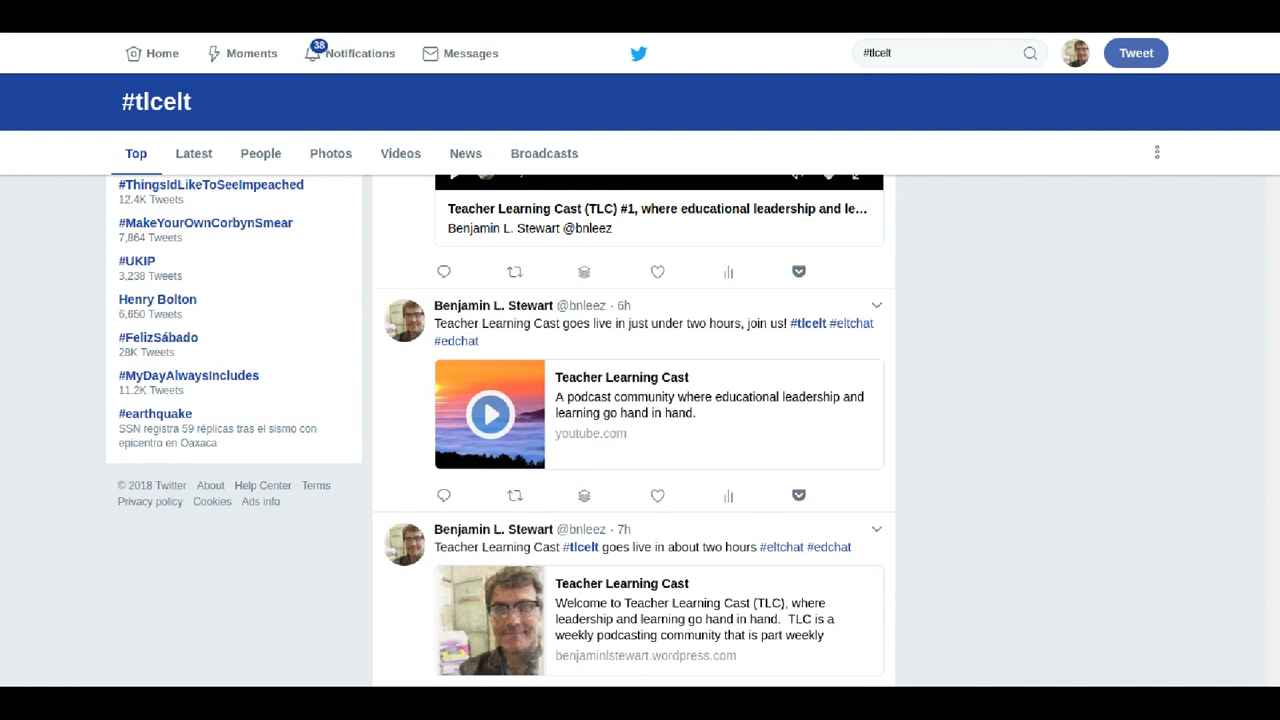 Home
Moments
38
Notifications
Messages
#tlcelt
Tweet
#tlcelt
Top
Latest
People
Photos
Videos
News
Broadcasts
#ThingsIdLikeToSeeImpeached
12.4K Tweets
#MakeYourOwnCorbynSmear
7,864 Tweets
#UKIP
3,238 Tweets
Henry Bolton
6,650 Tweets
#FelizSábado
28K Tweets
#MyDayAlwaysIncludes
11.2K Tweets
#earthquake
SSN registra 59 réplicas tras el sismo con
epicentro en Oaxaca
© 2018 Twitter About Help Center Terms
Privacy policy Cookies Ads info
Teacher Learning Cast (TLC) #1, where educational leadership and le...
Benjamin L. Stewart @bnleez
Benjamin L. Stewart @bnleez · 6h
Teacher Learning Cast goes live in just under two hours, join us! #tlcelt #eltchat
#edchat
Teacher Learning Cast
A podcast community where educational leadership and
learning go hand in hand.
youtube.com
Benjamin L. Stewart @bnleez · 7h
Teacher Learning Cast #tlcelt goes live in about two hours #eltchat #edchat
Teacher Learning Cast
Welcome to Teacher Learning Cast (TLC), where
leadership and learning go hand in hand. TLC is a
weekly podcasting community that is part weekly
benjaminlstewart.wordpress.com